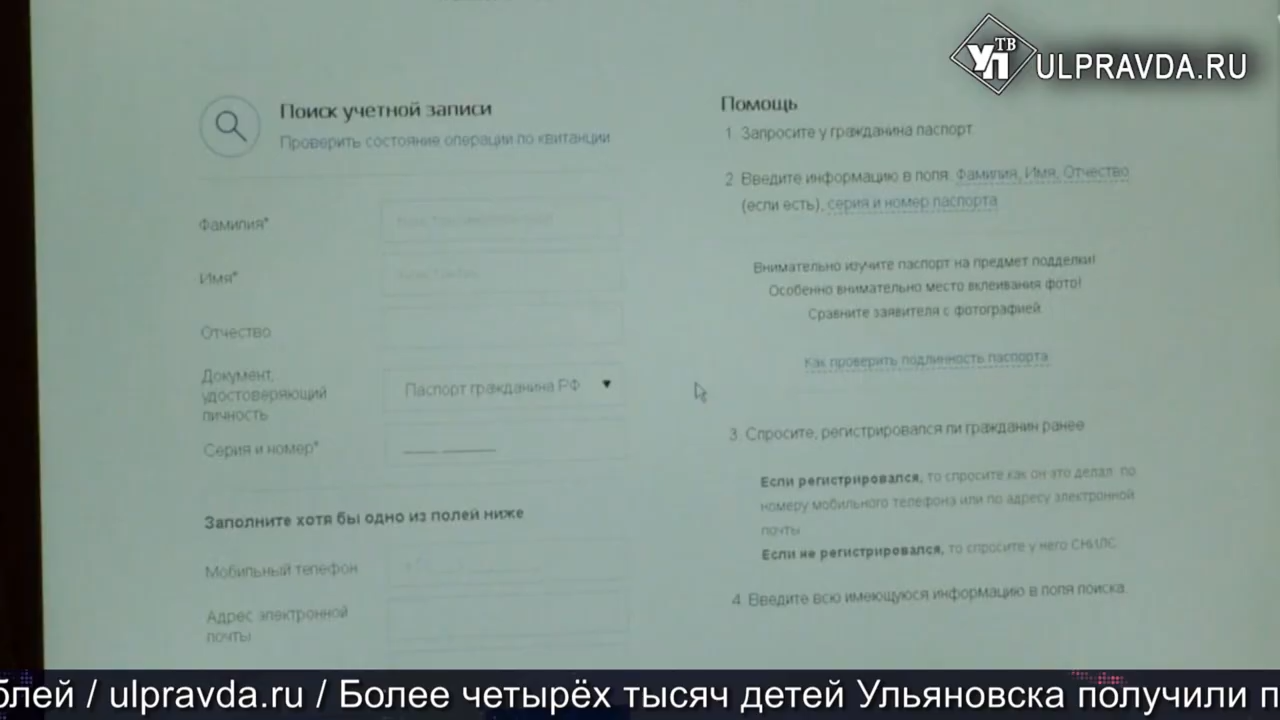 УП ТВ ULPRAVDA.RU
Поиск учетной записи
Проверить состояние операции по квитанции
Фамилия*
Имя*
Отчество
Документ,
удостоверяющий
личность
Паспорт гражданина РФ
Серия и номер*
Заполните хотя бы одно из полей ниже
Мобильный телефон
Адрес электронной
почты
Помощь
1. Запросите у гражданина паспорт.
2. Введите информацию в поля: Фамилия, Имя, Отчество
(если есть), серия и номер паспорта
Внимательно изучите паспорт на предмет подделки!
Особенно внимательно место вклеивания фото!
Сравните заявителя с фотографией.
Как проверить подлинность паспорта
3. Спросите, регистрировался ли гражданин ранее
Если регистрировался, то спросите как он это делал: по
номеру мобильного телефона или по адресу электронной
почты
Если не регистрировался, то спросите у него СНИЛС
4. Введите всю имеющуюся информацию в поля поиска.
блей / ulpravda.ru / Более четырёх тысяч детей Ульяновска получили п